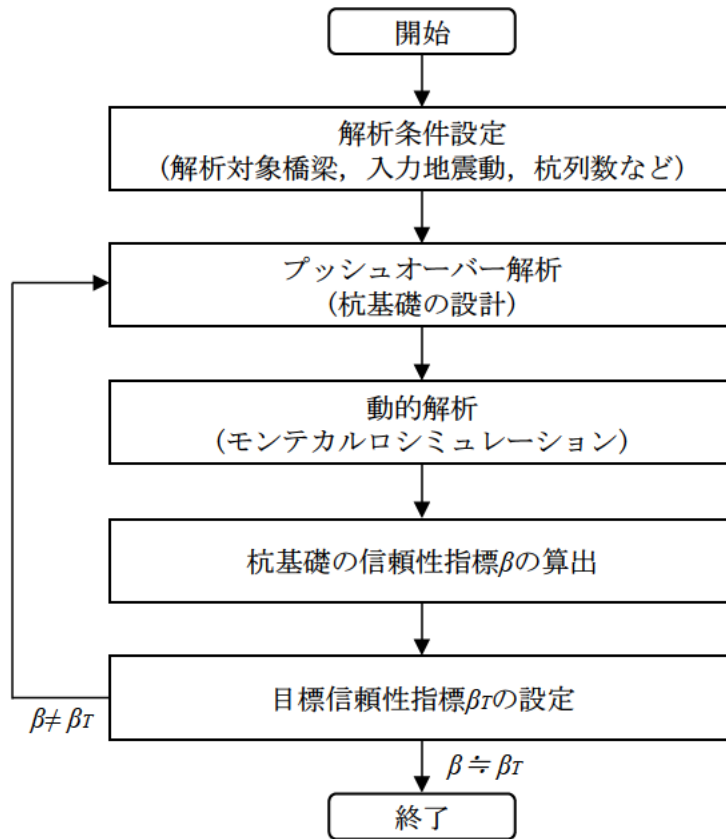 開始
解析条件設定
(解析対象橋梁，入力地震動，杭列数など)
プッシュオーバー解析
(杭基礎の設計)
動的解析
(モンテカルロシミュレーション)
杭基礎の信頼性指標βの算出
目標信頼性指標βTの設定
β≠βT
β≒βT
終了